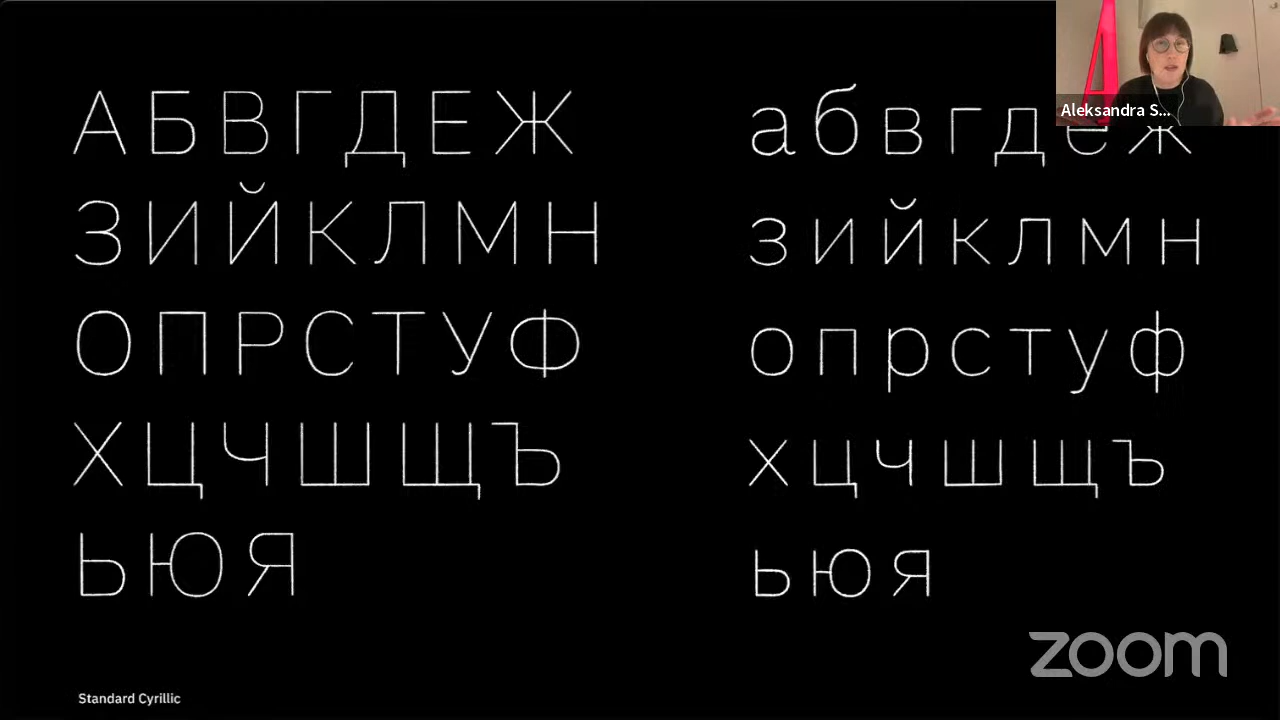 АБВГДЕЖ
ЗИЙКЛМН
ОПРСТУФ
ХЦЧШЩЪ
ЬЮЯ
абвгдеж
зийклмн
опрстуф
хцчшщъ
ьюя
Standard Cyrillic
Aleksandra S...
zoom